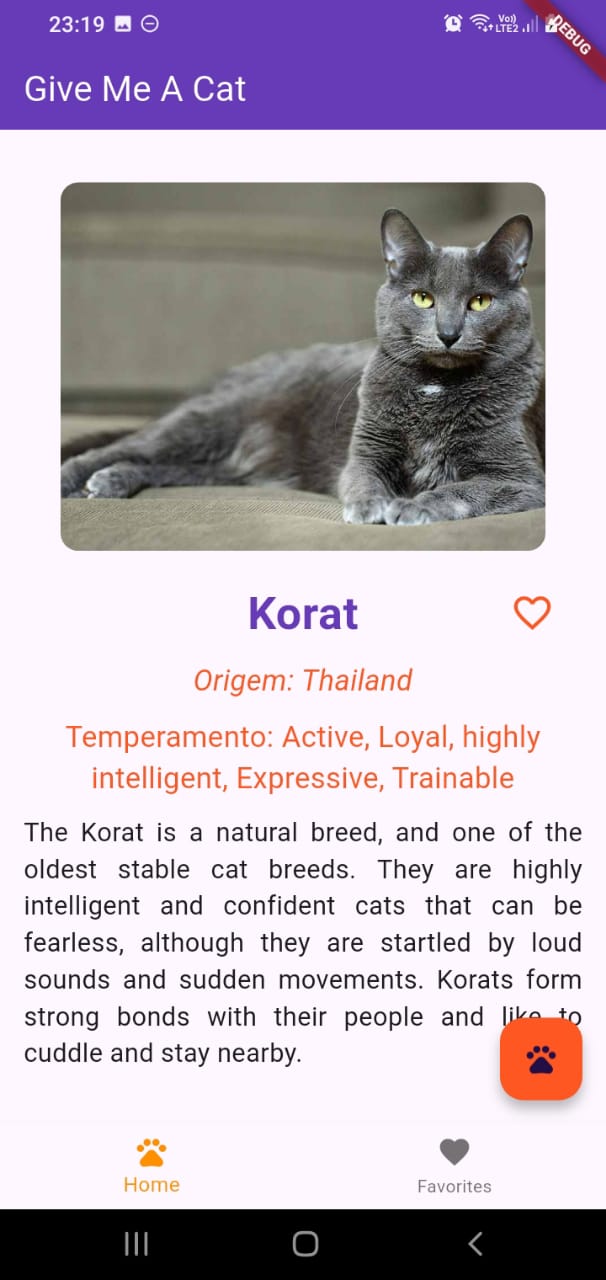 23:19
Vo))
LTE2
DEBUG
Give Me A Cat
Korat
Origem: Thailand
Temperamento: Active, Loyal, highly
intelligent, Expressive, Trainable
The Korat is a natural breed, and one of the
oldest stable cat breeds. They are highly
intelligent and confident cats that can be
fearless, although they are startled by loud
sounds and sudden movements. Korats form
strong bonds with their people and like to
cuddle and stay nearby.
Home
Favorites